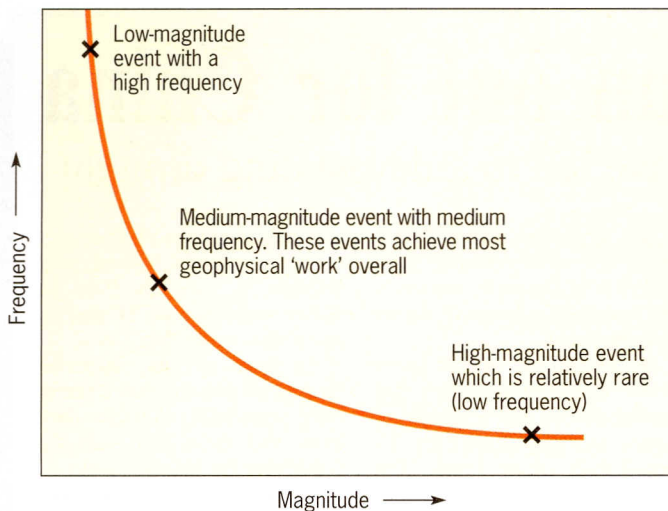 Low-magnitude
event with a
high frequency
Medium-magnitude event with medium
frequency. These events achieve most
geophysical ‘work’ overall
High-magnitude event
which is relatively rare
(low frequency)
Frequency
Magnitude